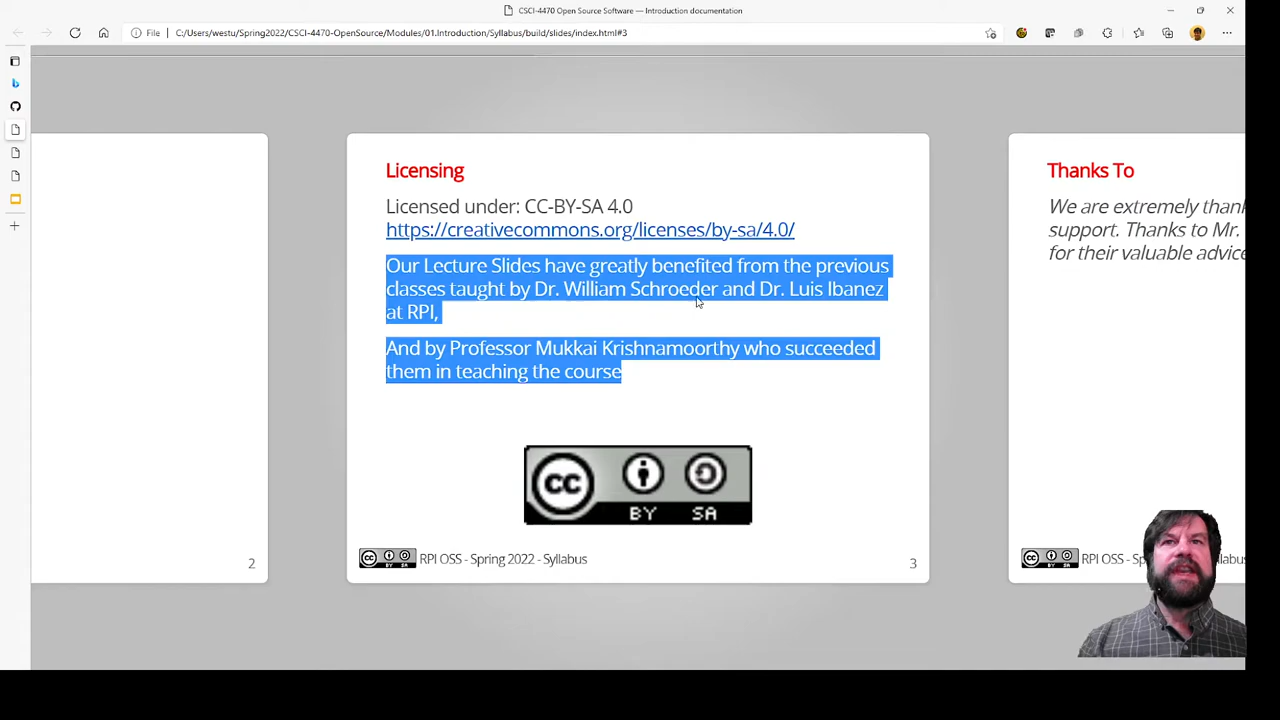 CSCI-4470 Open Source Software — Introduction documentation
File
C:/Users/westu/Spring2022/CSCI-4470-OpenSource/Modules/01.Introduction/Syllabus/build/slides/index.html#3
2
Licensing
Licensed under: CC-BY-SA 4.0
https://creativecommons.org/licenses/by-sa/4.0/
Our Lecture Slides have greatly benefited from the previous
classes taught by Dr. William Schroeder and Dr. Luis Ibanez
at RPI,
And by Professor Mukkai Krishnamoorthy who succeeded
them in teaching the course
cc
BY SA
RPI OSS - Spring 2022 - Syllabus
3
Thanks To
We are extremely thank
support. Thanks to Mr.
for their valuable advice
RPI OSS - Sp